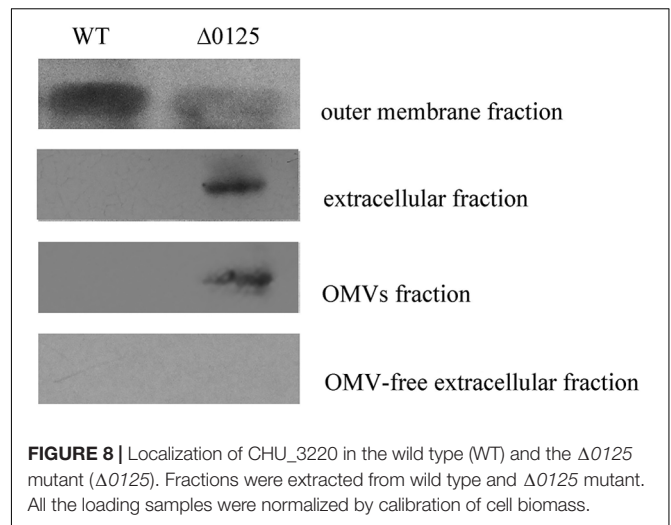 WT Δ0125
outer membrane fraction
extracellular fraction
OMVs fraction
OMV-free extracellular fraction
FIGURE 8 | Localization of CHU_3220 in the wild type (WT) and the Δ0125
mutant (Δ0125). Fractions were extracted from wild type and Δ0125 mutant.
All the loading samples were normalized by calibration of cell biomass.